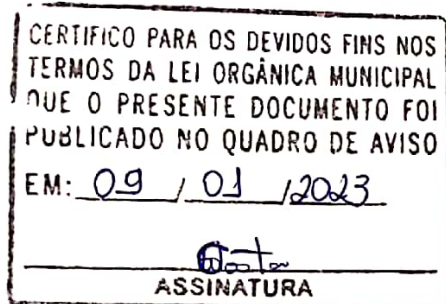 CERTIFICO PARA OS DEVIDOS FINS NOS
TERMOS DA LEI ORGÂNICA MUNICIPAL
QUE O PRESENTE DOCUMENTO FOI
PUBLICADO NO QUADRO DE AVISO
EM: 09 / 01 /2023
ASSINATURA